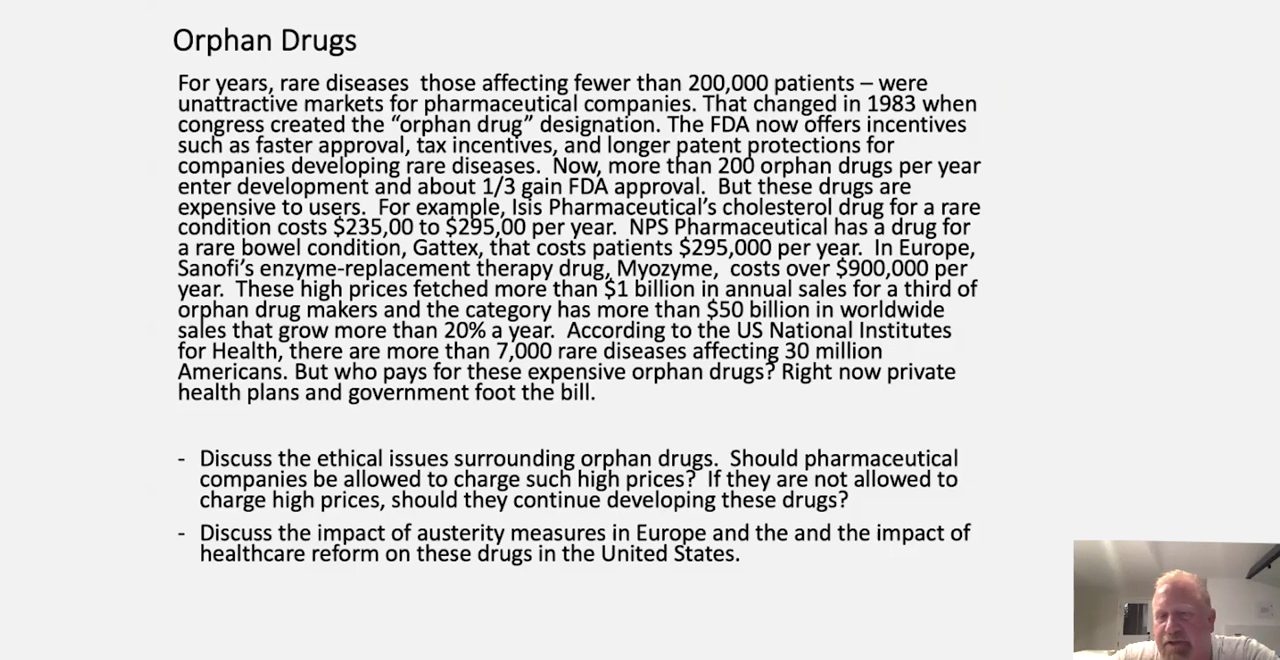 Orphan Drugs
For years, rare diseases those affecting fewer than 200,000 patients – were
unattractive markets for pharmaceutical companies. That changed in 1983 when
congress created the “orphan drug” designation. The FDA now offers incentives
such as faster approval, tax incentives, and longer patent protections for
companies developing rare diseases. Now, more than 200 orphan drugs per year
enter development and about 1/3 gain FDA approval. But these drugs are
expensive to users. For example, Isis Pharmaceutical’s cholesterol drug for a rare
condition costs $235,00 to $295,00 per year. NPS Pharmaceutical has a drug for
a rare bowel condition, Gattex, that costs patients $295,000 per year. In Europe,
Sanofi’s enzyme-replacement therapy drug, Myozyme, costs over $900,000 per
year. These high prices fetched more than $1 billion in annual sales for a third of
orphan drug makers and the category has more than $50 billion in worldwide
sales that grow more than 20% a year. According to the US National Institutes
for Health, there are more than 7,000 rare diseases affecting 30 million
Americans. But who pays for these expensive orphan drugs? Right now private
health plans and government foot the bill.
- Discuss the ethical issues surrounding orphan drugs. Should pharmaceutical
companies be allowed to charge such high prices? If they are not allowed to
charge high prices, should they continue developing these drugs?
- Discuss the impact of austerity measures in Europe and the and the impact of
healthcare reform on these drugs in the United States.